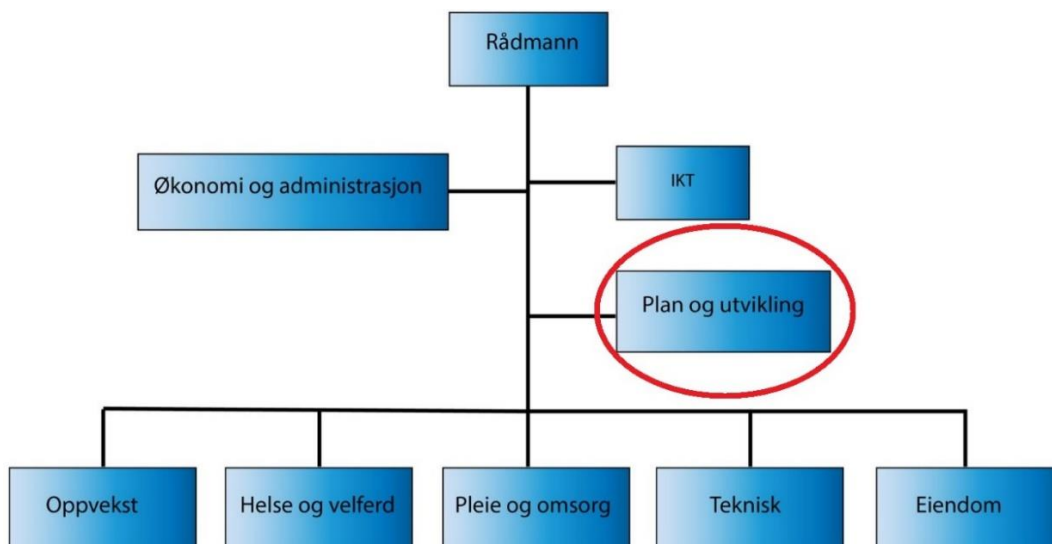 Rådmann
Økonomi og administrasjon
IKT
Plan og utvikling
Oppvekst
Helse og velferd
Pleie og omsorg
Teknisk
Eiendom